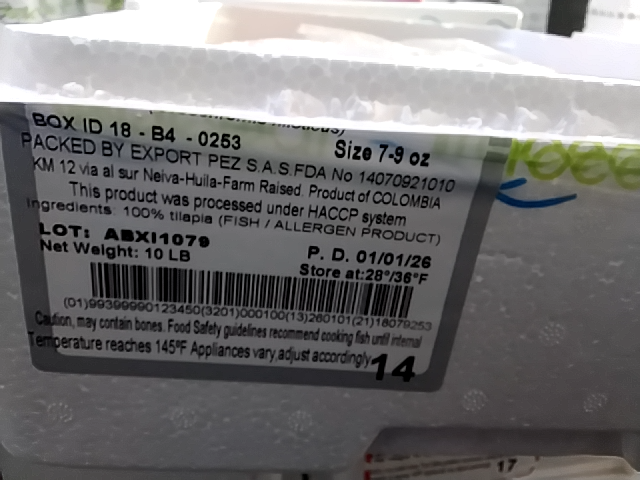 BOX ID 18 - B4 - 0253
Size 7-9 oz
PACKED BY EXPORT PEZ S.A.S.FDA No 14070921010
KM 12 via al sur Neiva-Huila-Farm Raised. Product of COLOMBIA
This product was processed under HACCP system
Ingredients: 100% tilapia (FISH / ALLERGEN PRODUCT)
LOT: ABXI1079
P. D. 01/01/26
Net Weight: 10 LB
Store at:28°/36°F
(01)99399990123450(3201)000100(13)260101(21)18079253
Caution, may contain bones. Food Safety guidelines recommend cooking fish until internal
Temperature reaches 145ºF Appliances vary,adjust accordingly
14
17